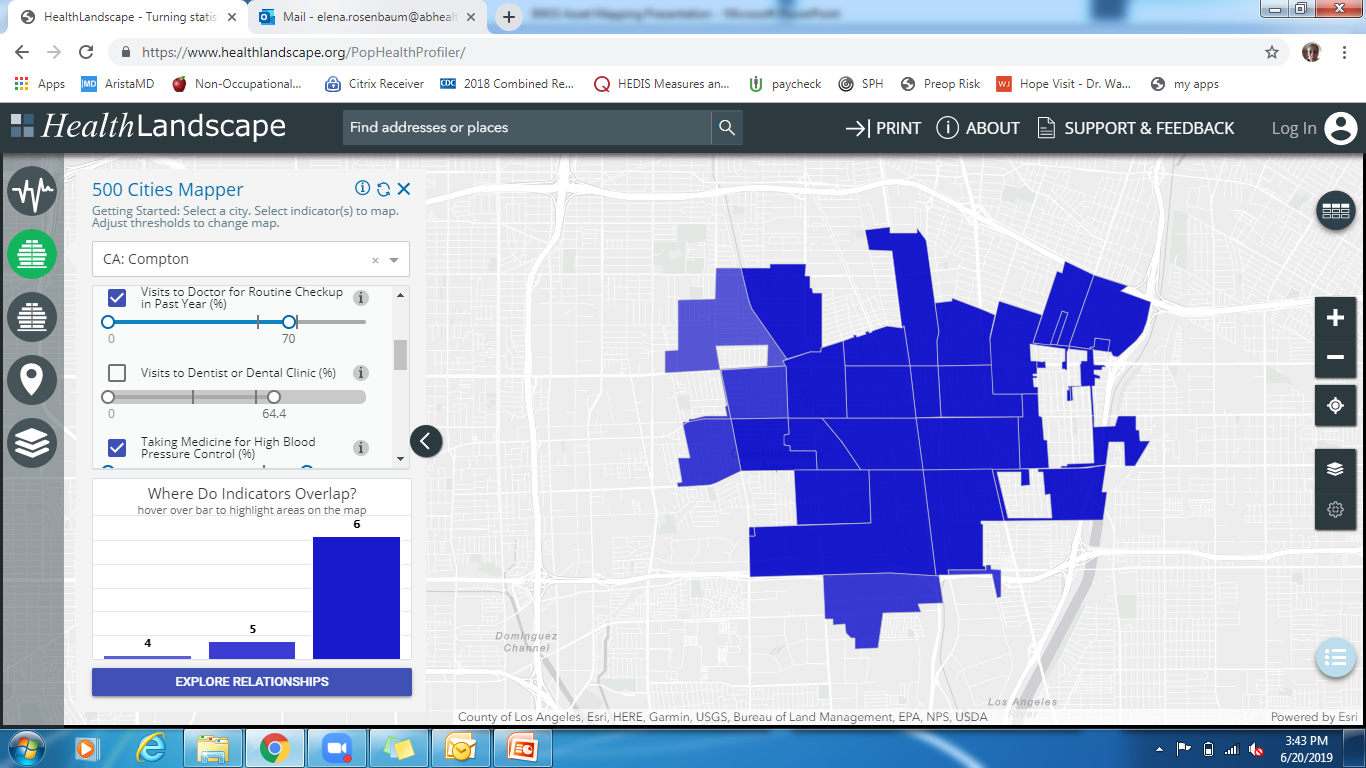 HealthLandscape - Turning statis
Mail - elena.rosenbaum@abhealt
https://www.healthlandscape.org/PopHealthProfiler/
Apps
MD AristaMD
Non-Occupational...
Citrix Receiver
CDC 2018 Combined Re...
HEDIS Measures an...
paycheck
SPH
Preop Risk
WJ Hope Visit - Dr. Wa...
my apps
HealthLandscape
Find addresses or places
PRINT
ABOUT
SUPPORT & FEEDBACK
Log In
500 Cities Mapper
Getting Started: Select a city. Select indicator(s) to map.
Adjust thresholds to change map.
CA: Compton
Visits to Doctor for Routine Checkup
in Past Year (%)
0 70
Visits to Dentist or Dental Clinic (%)
0 64.4
Taking Medicine for High Blood
Pressure Control (%)
Where Do Indicators Overlap?
hover over bar to highlight areas on the map
6
5
4
EXPLORE RELATIONSHIPS
Dominguez
Channel
Los Angeles
River
County of Los Angeles, Esri, HERE, Garmin, USGS, Bureau of Land Management, EPA, NPS, USDA
Powered by Esri
3:43 PM
6/20/2019